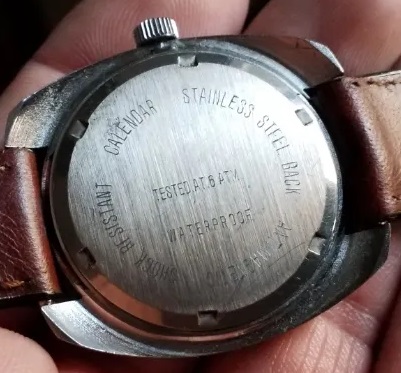 CALENDAR STAINLESS STEEL BACK
SHOCK RESISTANT
TESTED AT 6 ATM
WATERPROOF